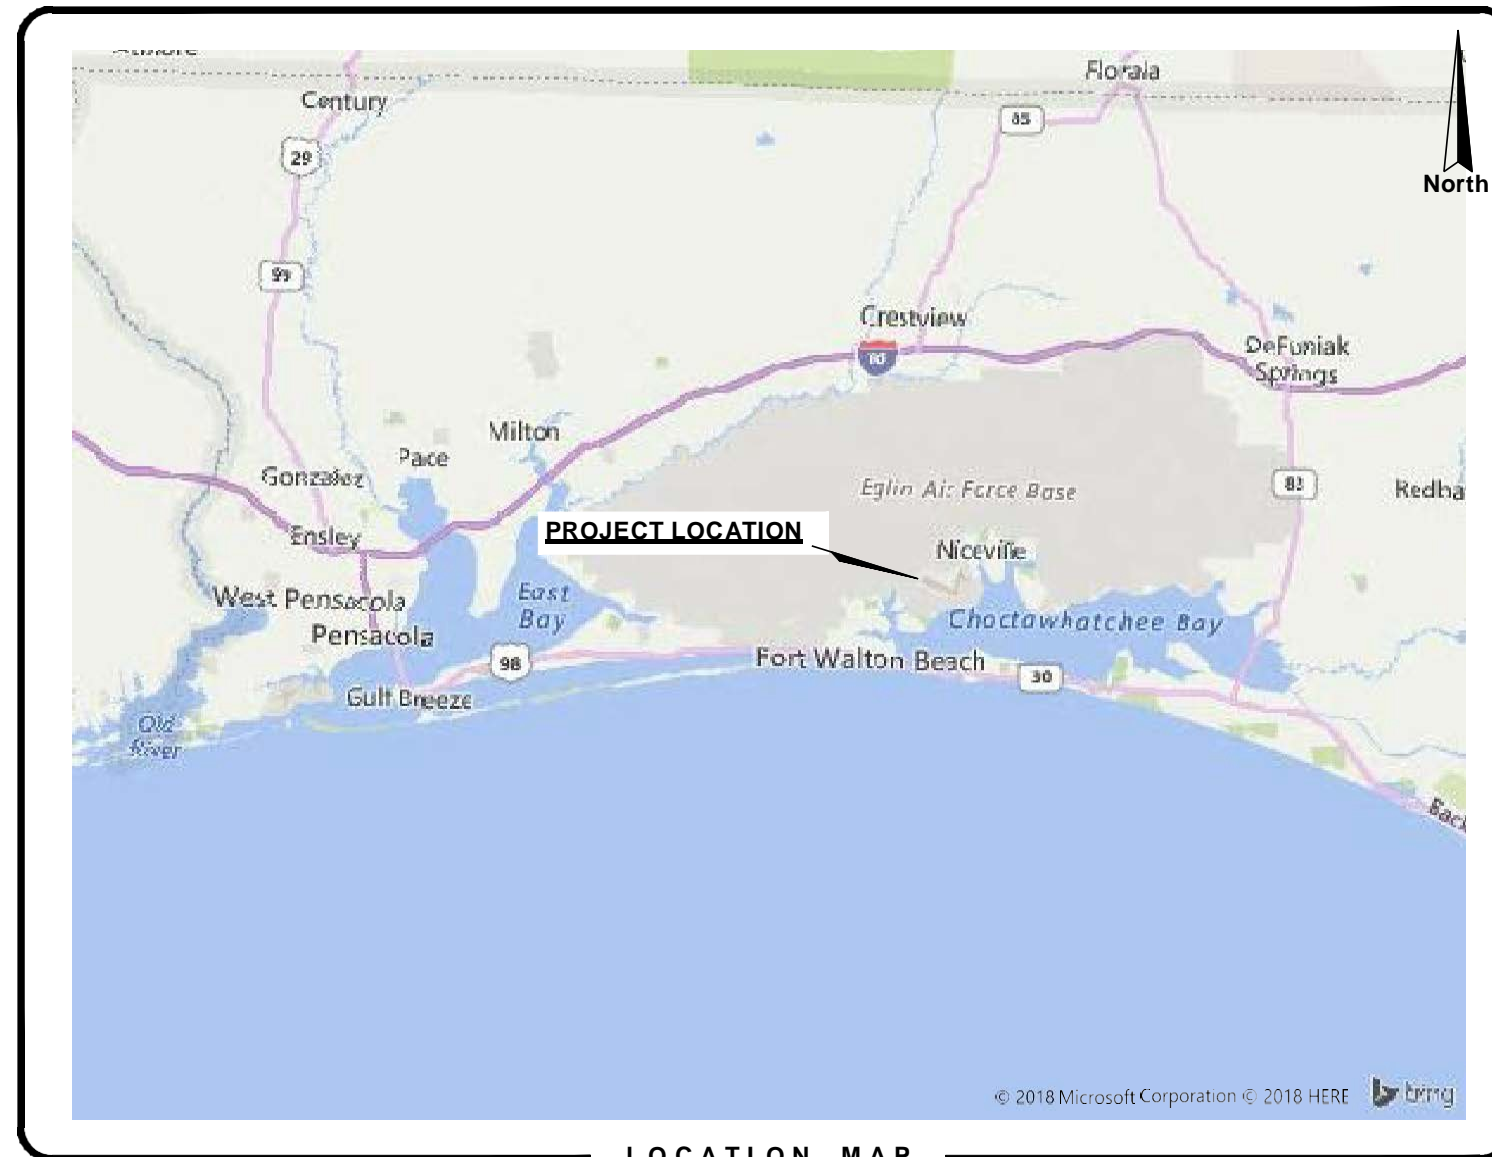 Florala
85
Century
29
North
99
Crestview
DeFuniak
Springs
Milton
Pace
Gonzalez
Eglin Air Force Base
83
PROJECT LOCATION
Ensley
Niceville
East
Bay
West Pensacola
Choctawhatchee Bay
Pensacola
98
Fort Walton Beach
30
Gulf Breeze
Old
River
© 2018 Microsoft Corporation © 2018 HERE
bing
LOCATION MAP